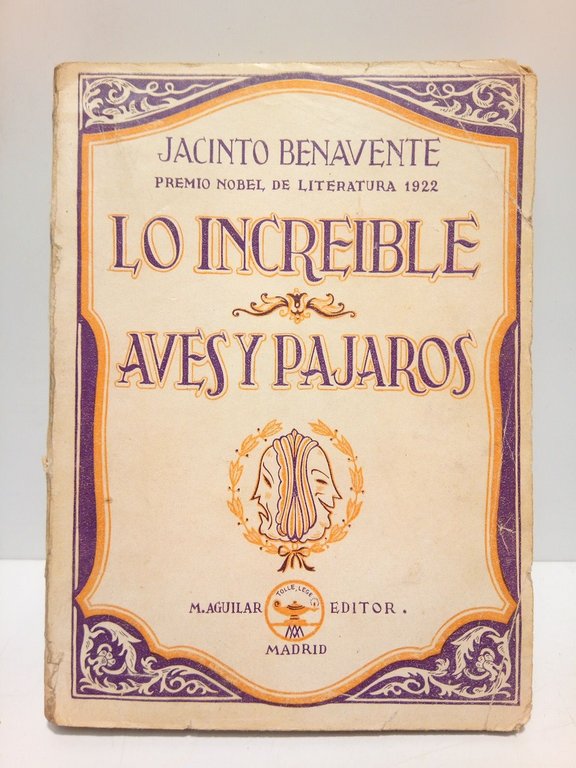 JACINTO BENAVENTE
PREMIO NOBEL DE LITERATURA 1922
LO INCREIBLE
AVES Y PAJAROS
TOLLE, LEGE
M. AGUILAR EDITOR.
MADRID